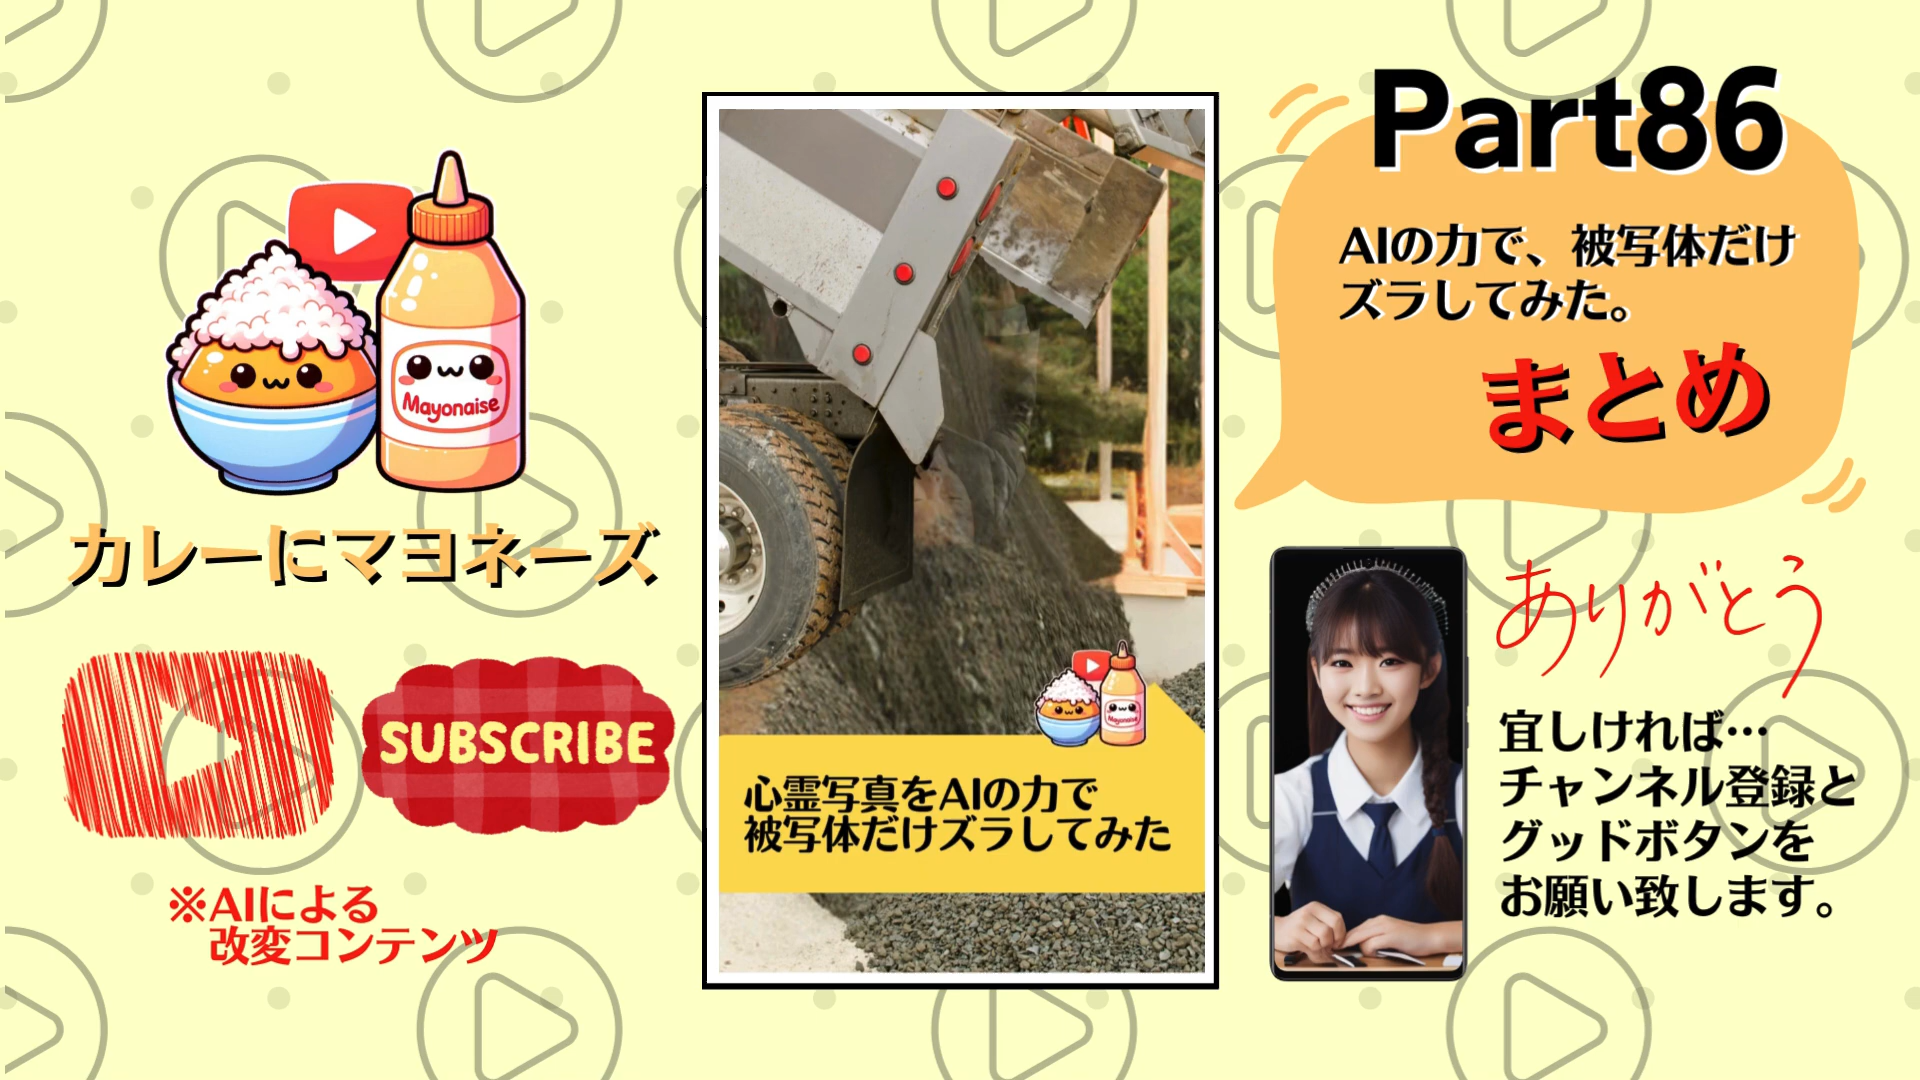 Mayonaise
カレーにマヨネーズ
SUBSCRIBE
※AIによる
改変コンテンツ
Mayonaise
心霊写真をAIの力で
被写体だけズラしてみた
Part86
AIの力で、被写体だけ
ズラしてみた。
まとめ
ありがとう
宜しければ…
チャンネル登録と
グッドボタンを
お願い致します。